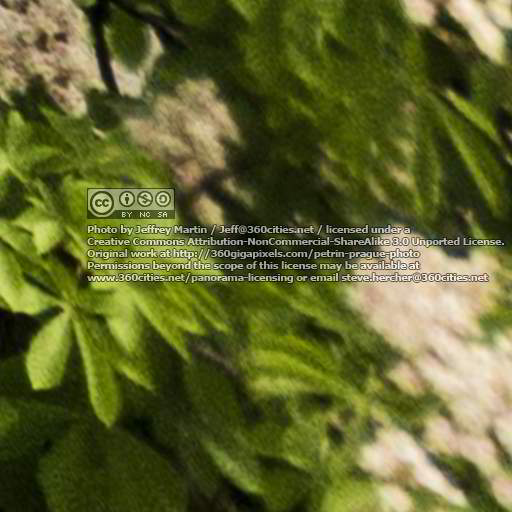 cc
BY NC SA
Photo by Jeffrey Martin / Jeff@360cities.net / licensed under a
Creative Commons Attribution-NonCommercial-ShareAlike 3.0 Unported License.
Original work at http://360gigapixels.com/petrin-prague-photo
Permissions beyond the scope of this license may be available at
www.360cities.net/panorama-licensing or email steve.hercher@360cities.net